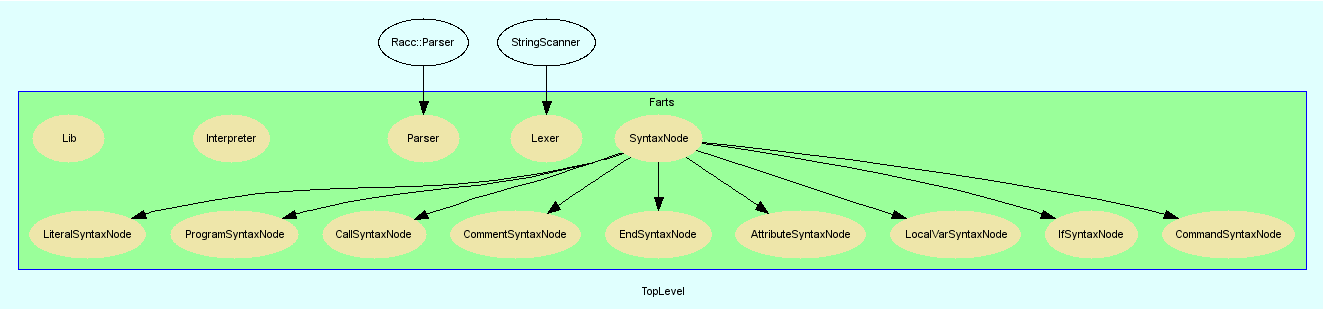 Racc::Parser
StringScanner
Farts
Lib
Interpreter
Parser
Lexer
SyntaxNode
LiteralSyntaxNode
ProgramSyntaxNode
CallSyntaxNode
CommentSyntaxNode
EndSyntaxNode
AttributeSyntaxNode
LocalVarSyntaxNode
IfSyntaxNode
CommandSyntaxNode
TopLevel